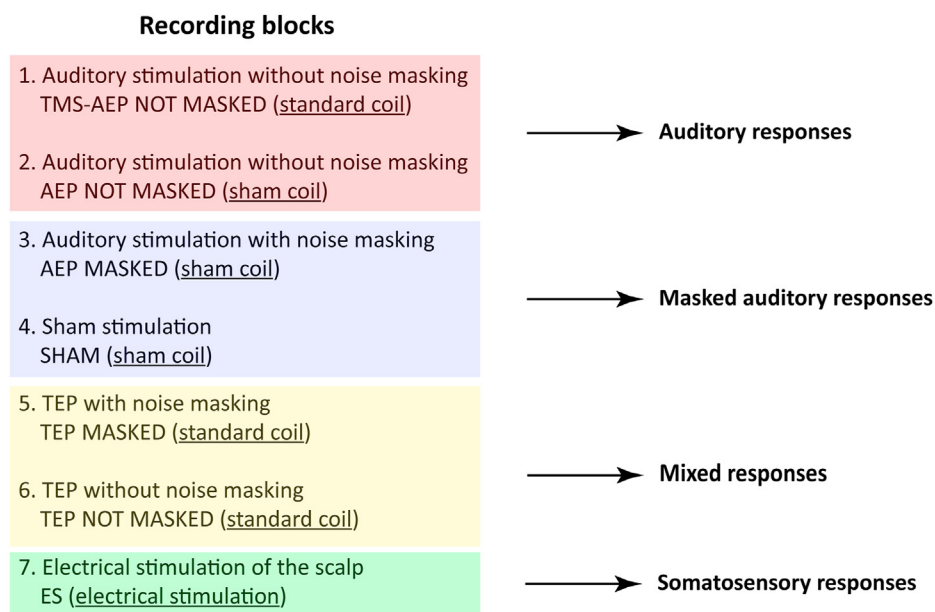 Recording blocks
1. Auditory stimulation without noise masking
TMS-AEP NOT MASKED (standard coil)
2. Auditory stimulation without noise masking
AEP NOT MASKED (sham coil)
Auditory responses
3. Auditory stimulation with noise masking
AEP MASKED (sham coil)
4. Sham stimulation
SHAM (sham coil)
Masked auditory responses
5. TEP with noise masking
TEP MASKED (standard coil)
6. TEP without noise masking
TEP NOT MASKED (standard coil)
Mixed responses
7. Electrical stimulation of the scalp
ES (electrical stimulation)
Somatosensory responses